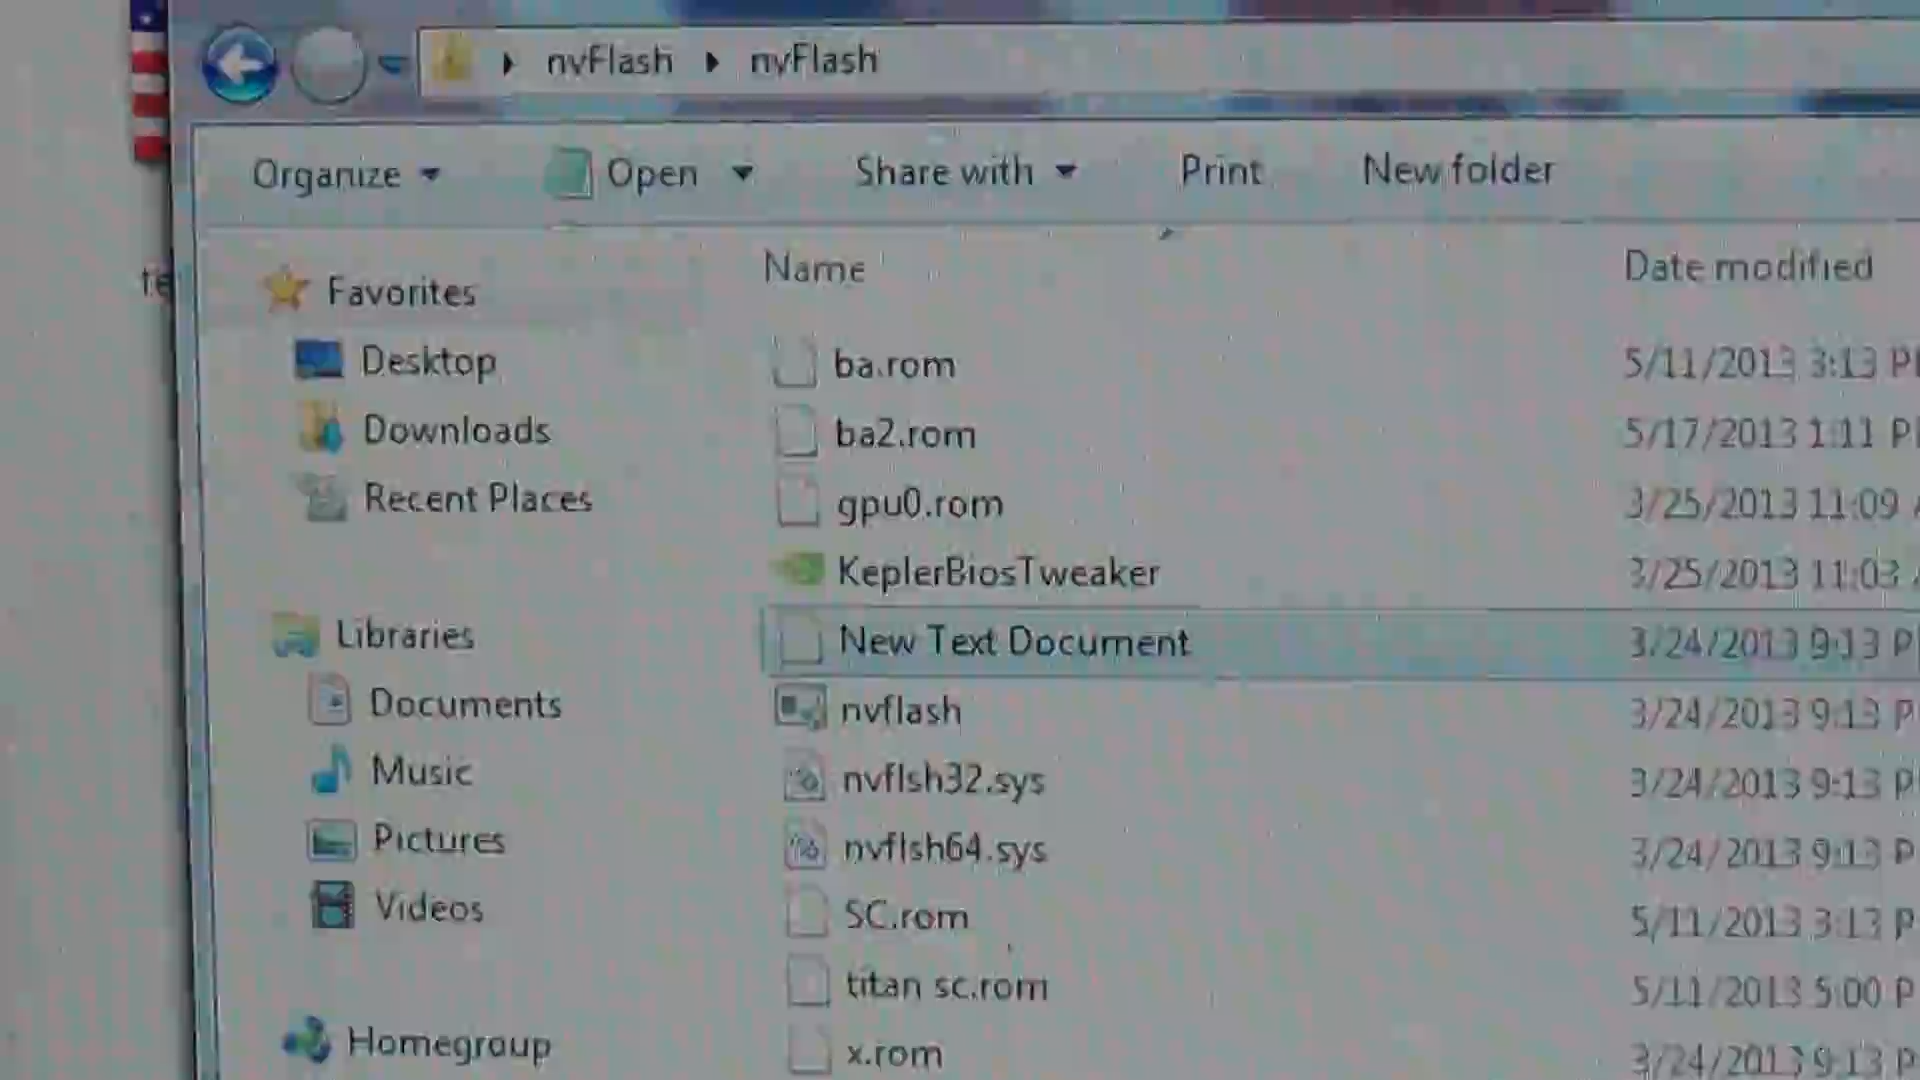 nvFlash nvFlash
Organize Open Share with Print New folder
Name Date modified
Favorites
Desktop
Downloads
Recent Places
Libraries
Documents
Music
Pictures
Videos
Homegroup
ba.rom 5/11/2013 3:13 P
ba2.rom 5/17/2013 1:11 P
gpu0.rom 3/25/2013 11:09
KeplerBiosTweaker 3/25/2013 11:03
New Text Document 3/24/2013 9:13 P
nvflash 3/24/2013 9:13 P
nvflsh32.sys 3/24/2013 9:13 P
nvflsh64.sys 3/24/2013 9:13 P
SC.rom 5/11/2013 3:13 P
titan sc.rom 5/11/2013 5:00 P
x.rom 3/24/2013 9:13 P